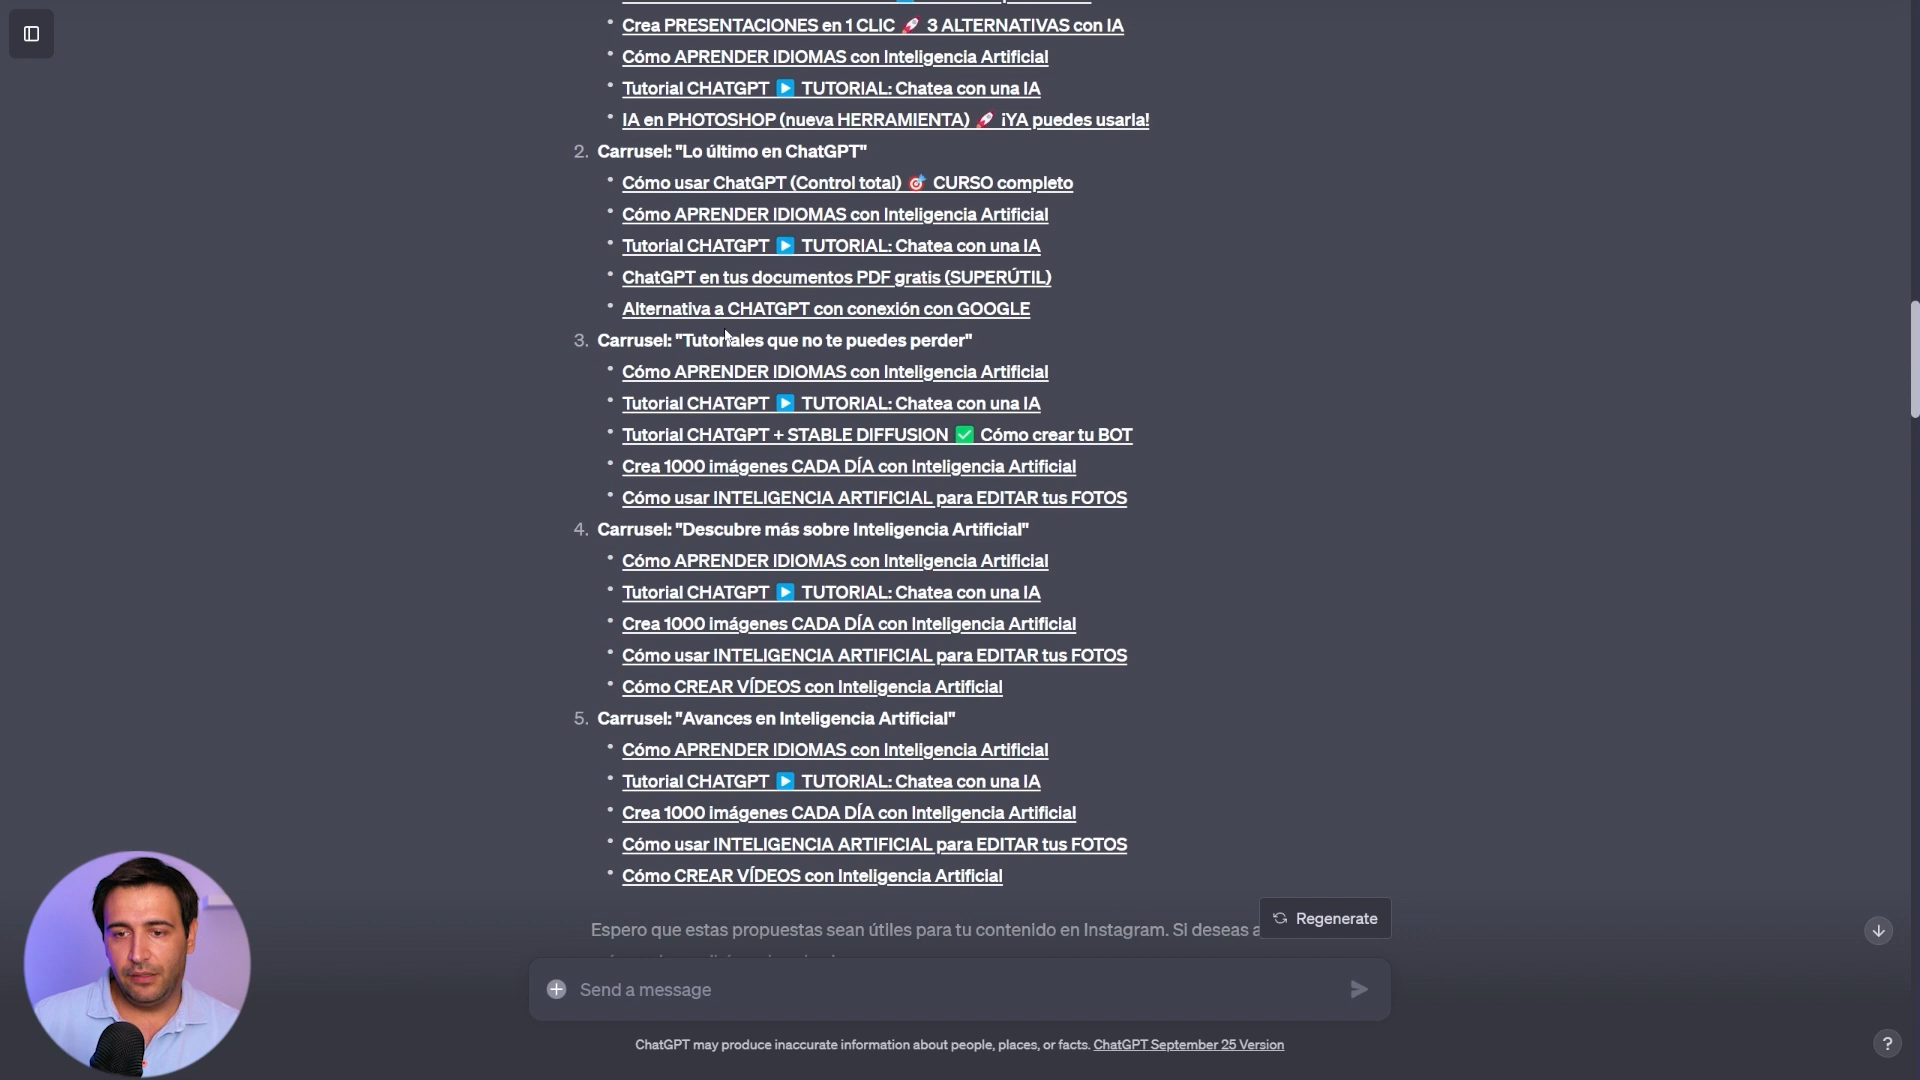 Crea PRESENTACIONES en 1 CLIC 🚀 3 ALTERNATIVAS con IA
Cómo APRENDER IDIOMAS con Inteligencia Artificial
Tutorial CHATGPT ▶️ TUTORIAL: Chatea con una IA
IA en PHOTOSHOP (nueva HERRAMIENTA) 🚀 ¡YA puedes usarla!
2. Carrusel: "Lo último en ChatGPT"
Cómo usar ChatGPT (Control total) 🎯 CURSO completo
Cómo APRENDER IDIOMAS con Inteligencia Artificial
Tutorial CHATGPT ▶️ TUTORIAL: Chatea con una IA
ChatGPT en tus documentos PDF gratis (SUPERÚTIL)
Alternativa a CHATGPT con conexión con GOOGLE
3. Carrusel: "Tutoriales que no te puedes perder"
Cómo APRENDER IDIOMAS con Inteligencia Artificial
Tutorial CHATGPT ▶️ TUTORIAL: Chatea con una IA
Tutorial CHATGPT + STABLE DIFFUSION ✅ Cómo crear tu BOT
Crea 1000 imágenes CADA DÍA con Inteligencia Artificial
Cómo usar INTELIGENCIA ARTIFICIAL para EDITAR tus FOTOS
4. Carrusel: "Descubre más sobre Inteligencia Artificial"
Cómo APRENDER IDIOMAS con Inteligencia Artificial
Tutorial CHATGPT ▶️ TUTORIAL: Chatea con una IA
Crea 1000 imágenes CADA DÍA con Inteligencia Artificial
Cómo usar INTELIGENCIA ARTIFICIAL para EDITAR tus FOTOS
Cómo CREAR VÍDEOS con Inteligencia Artificial
5. Carrusel: "Avances en Inteligencia Artificial"
Cómo APRENDER IDIOMAS con Inteligencia Artificial
Tutorial CHATGPT ▶️ TUTORIAL: Chatea con una IA
Crea 1000 imágenes CADA DÍA con Inteligencia Artificial
Cómo usar INTELIGENCIA ARTIFICIAL para EDITAR tus FOTOS
Cómo CREAR VÍDEOS con Inteligencia Artificial
Espero que estas propuestas sean útiles para tu contenido en Instagram. Si deseas
Regenerate
Send a message
ChatGPT may produce inaccurate information about people, places, or facts. ChatGPT September 25 Version
?